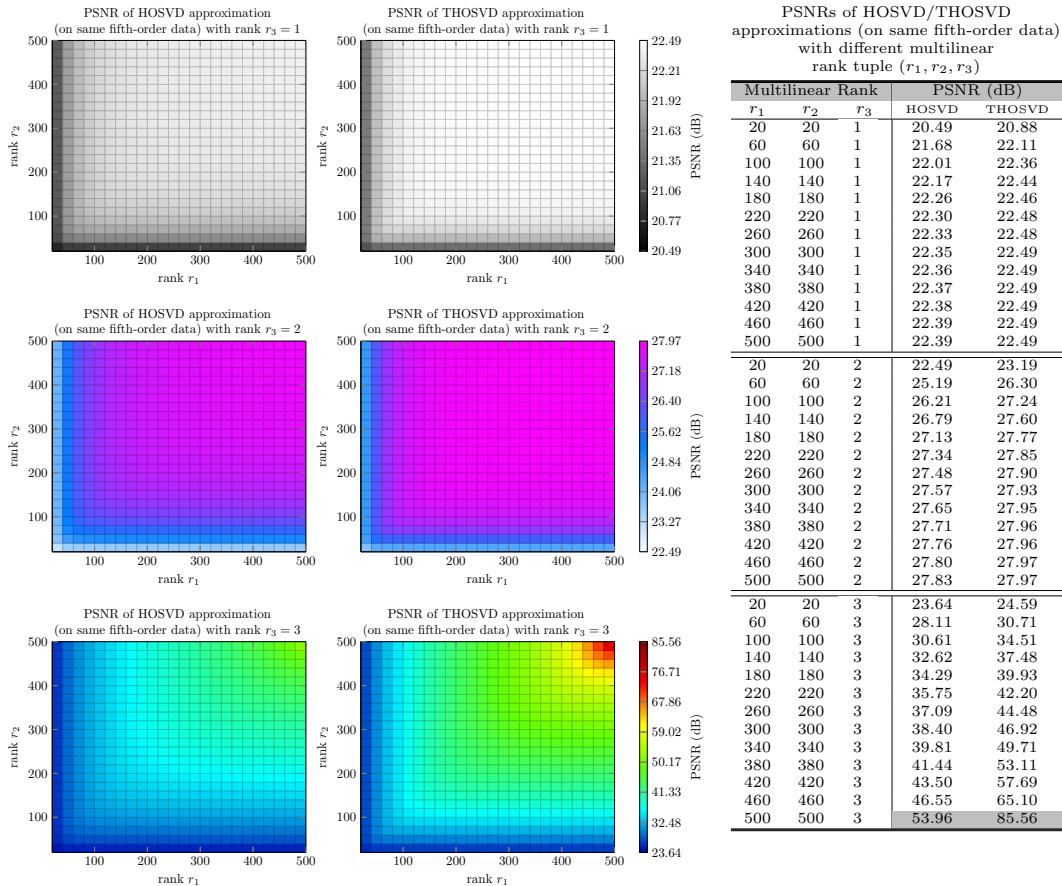 PSNR of HOSVD approximation
(on same fifth-order data) with rank r₃ = 1
500
400
300
200
100
rank r₂
100 200 300 400 500
rank r₁
PSNR of THOSVD approximation
(on same fifth-order data) with rank r₃ = 1
500
400
300
200
100
rank r₂
100 200 300 400 500
rank r₁
22.49
22.21
21.92
21.63
21.35
21.06
20.77
20.49
PSNR (dB)
PSNR of HOSVD approximation
(on same fifth-order data) with rank r₃ = 2
500
400
300
200
100
rank r₂
100 200 300 400 500
rank r₁
PSNR of THOSVD approximation
(on same fifth-order data) with rank r₃ = 2
500
400
300
200
100
rank r₂
100 200 300 400 500
rank r₁
27.97
27.18
26.40
25.62
24.84
24.06
23.27
22.49
PSNR (dB)
PSNR of HOSVD approximation
(on same fifth-order data) with rank r₃ = 3
500
400
300
200
100
rank r₂
100 200 300 400 500
rank r₁
PSNR of THOSVD approximation
(on same fifth-order data) with rank r₃ = 3
500
400
300
200
100
rank r₂
100 200 300 400 500
rank r₁
85.56
76.71
67.86
59.02
50.17
41.33
32.48
23.64
PSNR (dB)
PSNRs of HOSVD/THOSVD
approximations (on same fifth-order data)
with different multilinear
rank tuple (r₁, r₂, r₃)
Multilinear Rank PSNR (dB)
r₁ r₂ r₃ HOSVD THOSVD
20 20 1 20.49 20.88
60 60 1 21.68 22.11
100 100 1 22.01 22.36
140 140 1 22.17 22.44
180 180 1 22.26 22.46
220 220 1 22.30 22.48
260 260 1 22.33 22.48
300 300 1 22.35 22.49
340 340 1 22.36 22.49
380 380 1 22.37 22.49
420 420 1 22.38 22.49
460 460 1 22.39 22.49
500 500 1 22.39 22.49
20 20 2 22.49 23.19
60 60 2 25.19 26.30
100 100 2 26.21 27.24
140 140 2 26.79 27.60
180 180 2 27.13 27.77
220 220 2 27.34 27.85
260 260 2 27.48 27.90
300 300 2 27.57 27.93
340 340 2 27.65 27.95
380 380 2 27.71 27.96
420 420 2 27.76 27.96
460 460 2 27.80 27.97
500 500 2 27.83 27.97
20 20 3 23.64 24.59
60 60 3 28.11 30.71
100 100 3 30.61 34.51
140 140 3 32.62 37.48
180 180 3 34.29 39.93
220 220 3 35.75 42.20
260 260 3 37.09 44.48
300 300 3 38.40 46.92
340 340 3 39.81 49.71
380 380 3 41.44 53.11
420 420 3 43.50 57.69
460 460 3 46.55 65.10
500 500 3 53.96 85.56